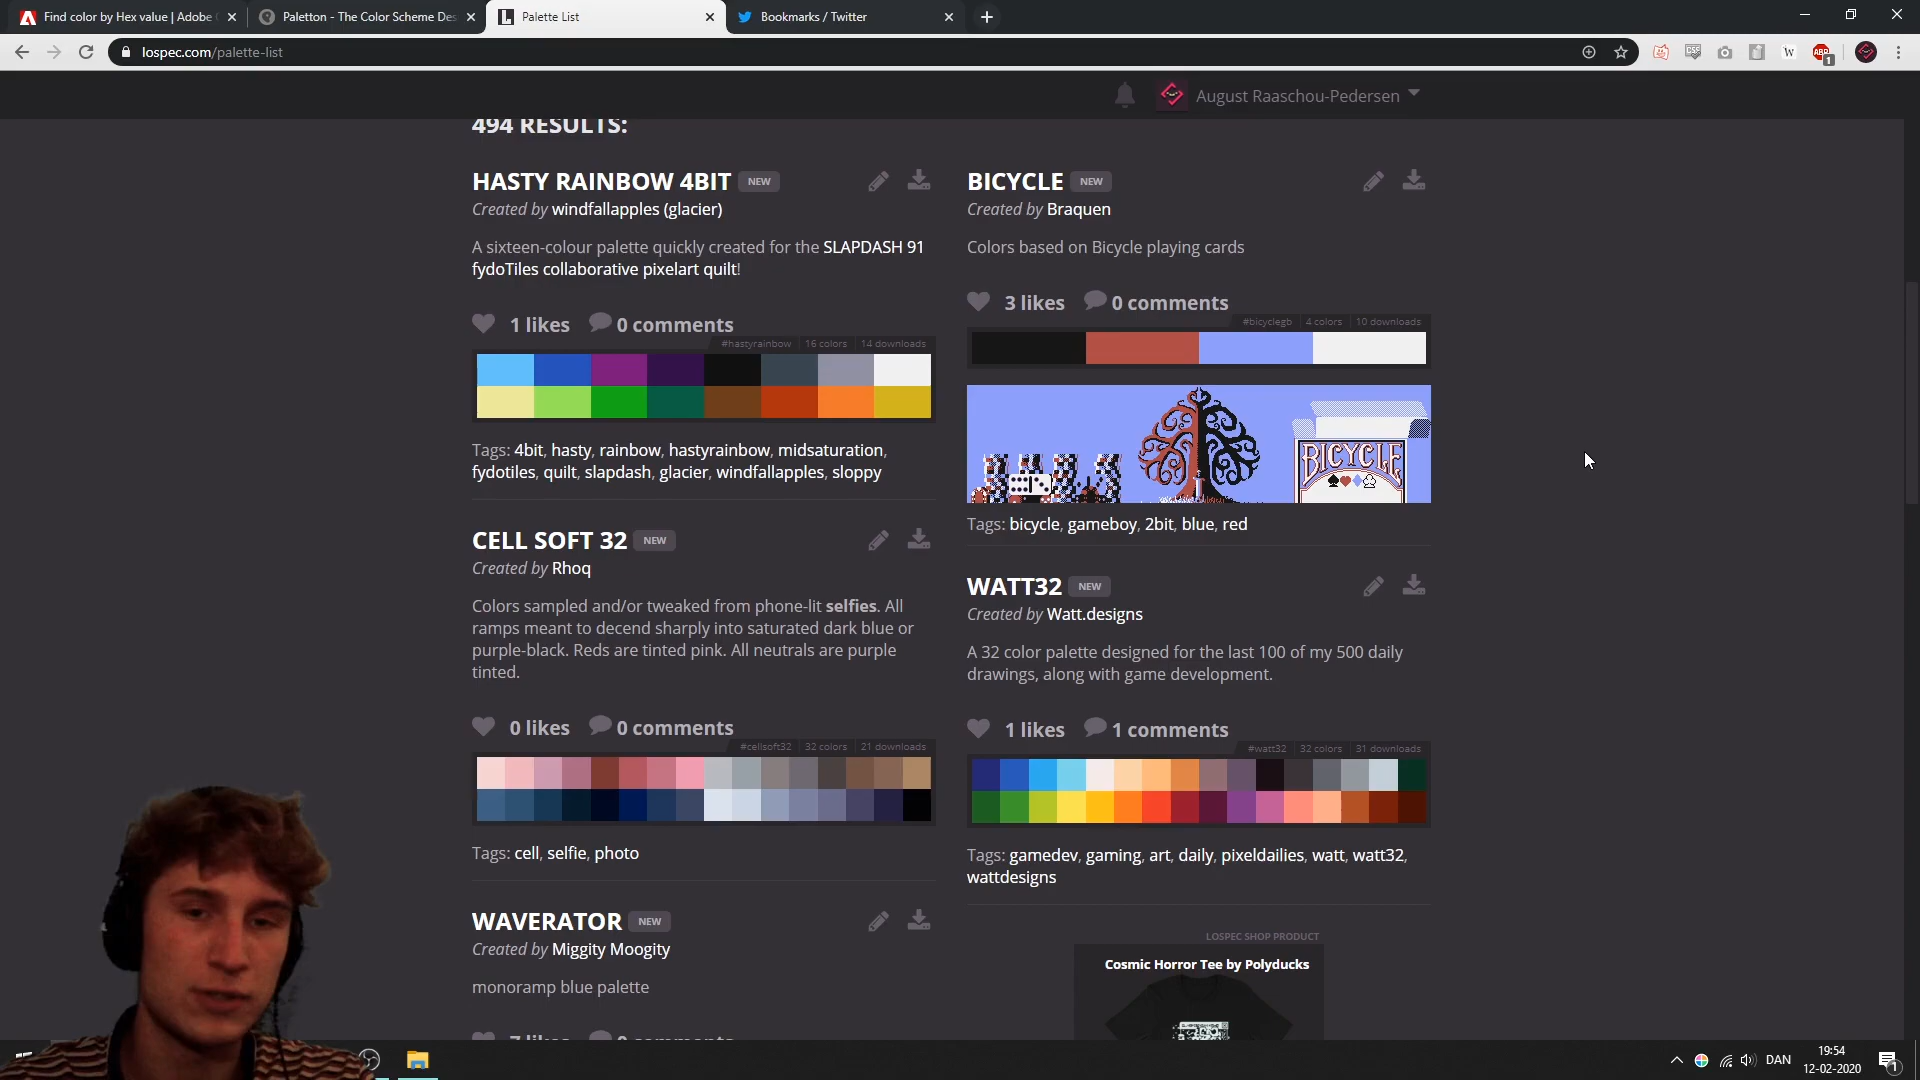 Find color by Hex value | Adobe
Paletton - The Color Scheme Des
Palette List
Bookmarks / Twitter
lospec.com/palette-list
August Raaschou-Pedersen
494 RESULTS:
HASTY RAINBOW 4BIT NEW
Created by windfallapples (glacier)
A sixteen-colour palette quickly created for the SLAPDASH 91
fydoTiles collaborative pixelart quilt!
1 likes 0 comments
#hastyrainbow 16 colors 14 downloads
Tags: 4bit, hasty, rainbow, hastyrainbow, midsaturation,
fydotiles, quilt, slapdash, glacier, windfallapples, sloppy
CELL SOFT 32 NEW
Created by Rhoq
Colors sampled and/or tweaked from phone-lit selfies. All
ramps meant to decend sharply into saturated dark blue or
purple-black. Reds are tinted pink. All neutrals are purple
tinted.
0 likes 0 comments
#cellsoft32 32 colors 21 downloads
Tags: cell, selfie, photo
WAVERATOR NEW
Created by Miggity Moogity
monoramp blue palette
7 likes 0 comments
BICYCLE NEW
Created by Braquen
Colors based on Bicycle playing cards
3 likes 0 comments
#bicyclegb 4 colors 10 downloads
BICYCLE
Tags: bicycle, gameboy, 2bit, blue, red
WATT32 NEW
Created by Watt.designs
A 32 color palette designed for the last 100 of my 500 daily
drawings, along with game development.
1 likes 1 comments
#watt32 32 colors 31 downloads
Tags: gamedev, gaming, art, daily, pixeldailies, watt, watt32,
wattdesigns
LOSPEC SHOP PRODUCT
Cosmic Horror Tee by Polyducks
DAN
19:54
12-02-2020